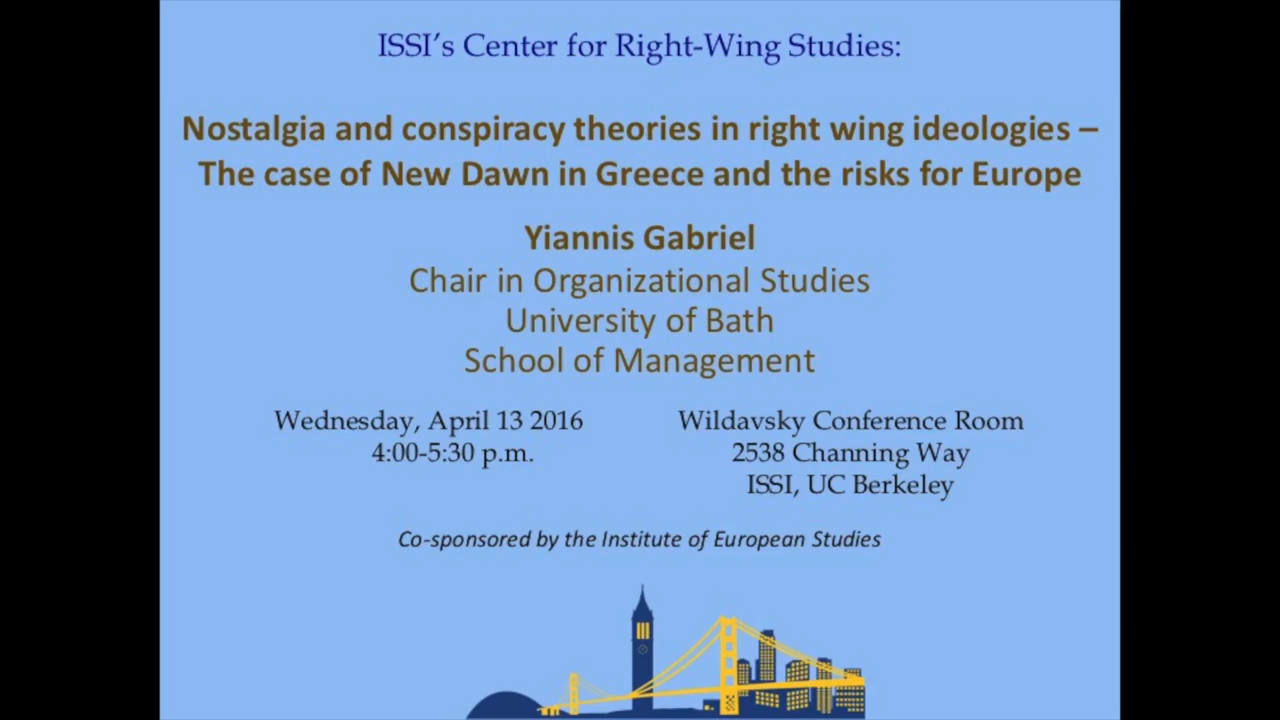 ISSI's Center for Right-Wing Studies:
Nostalgia and conspiracy theories in right wing ideologies –
The case of New Dawn in Greece and the risks for Europe
Yiannis Gabriel
Chair in Organizational Studies
University of Bath
School of Management
Wednesday, April 13 2016
4:00-5:30 p.m.
Wildavsky Conference Room
2538 Channing Way
ISSI, UC Berkeley
Co-sponsored by the Institute of European Studies